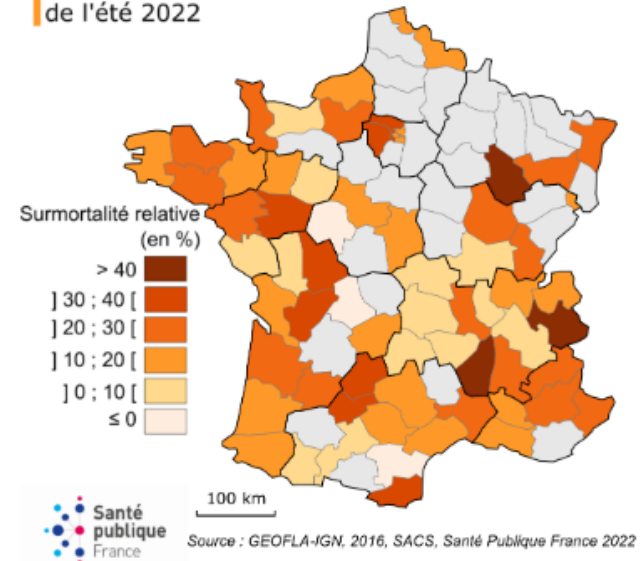 de l'été 2022
Surmortalité relative
(en %)
> 40
] 30 ; 40 [
] 20 ; 30 [
] 10 ; 20 [
] 0 ; 10 [
≤ 0
100 km
Santé
publique
France
Source : GEOFLA-IGN, 2016, SACS, Santé Publique France 2022